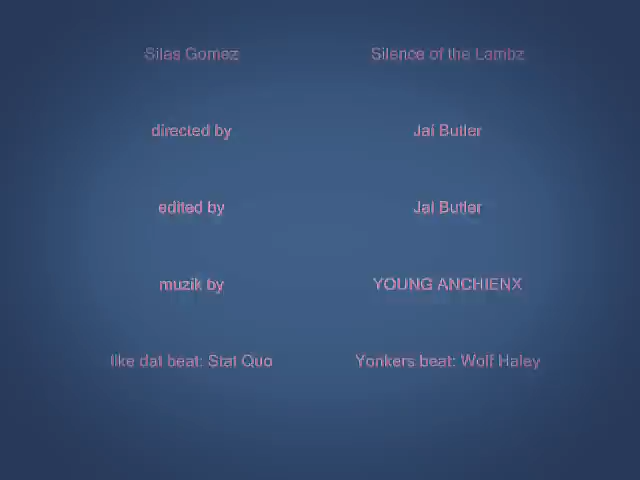 Silas Gomez Silence of the Lambz
directed by Jai Butler
edited by Jai Butler
muzik by YOUNG ANCHIENX
like dat beat: Stat Quo Yonkers beat: Wolf Haley